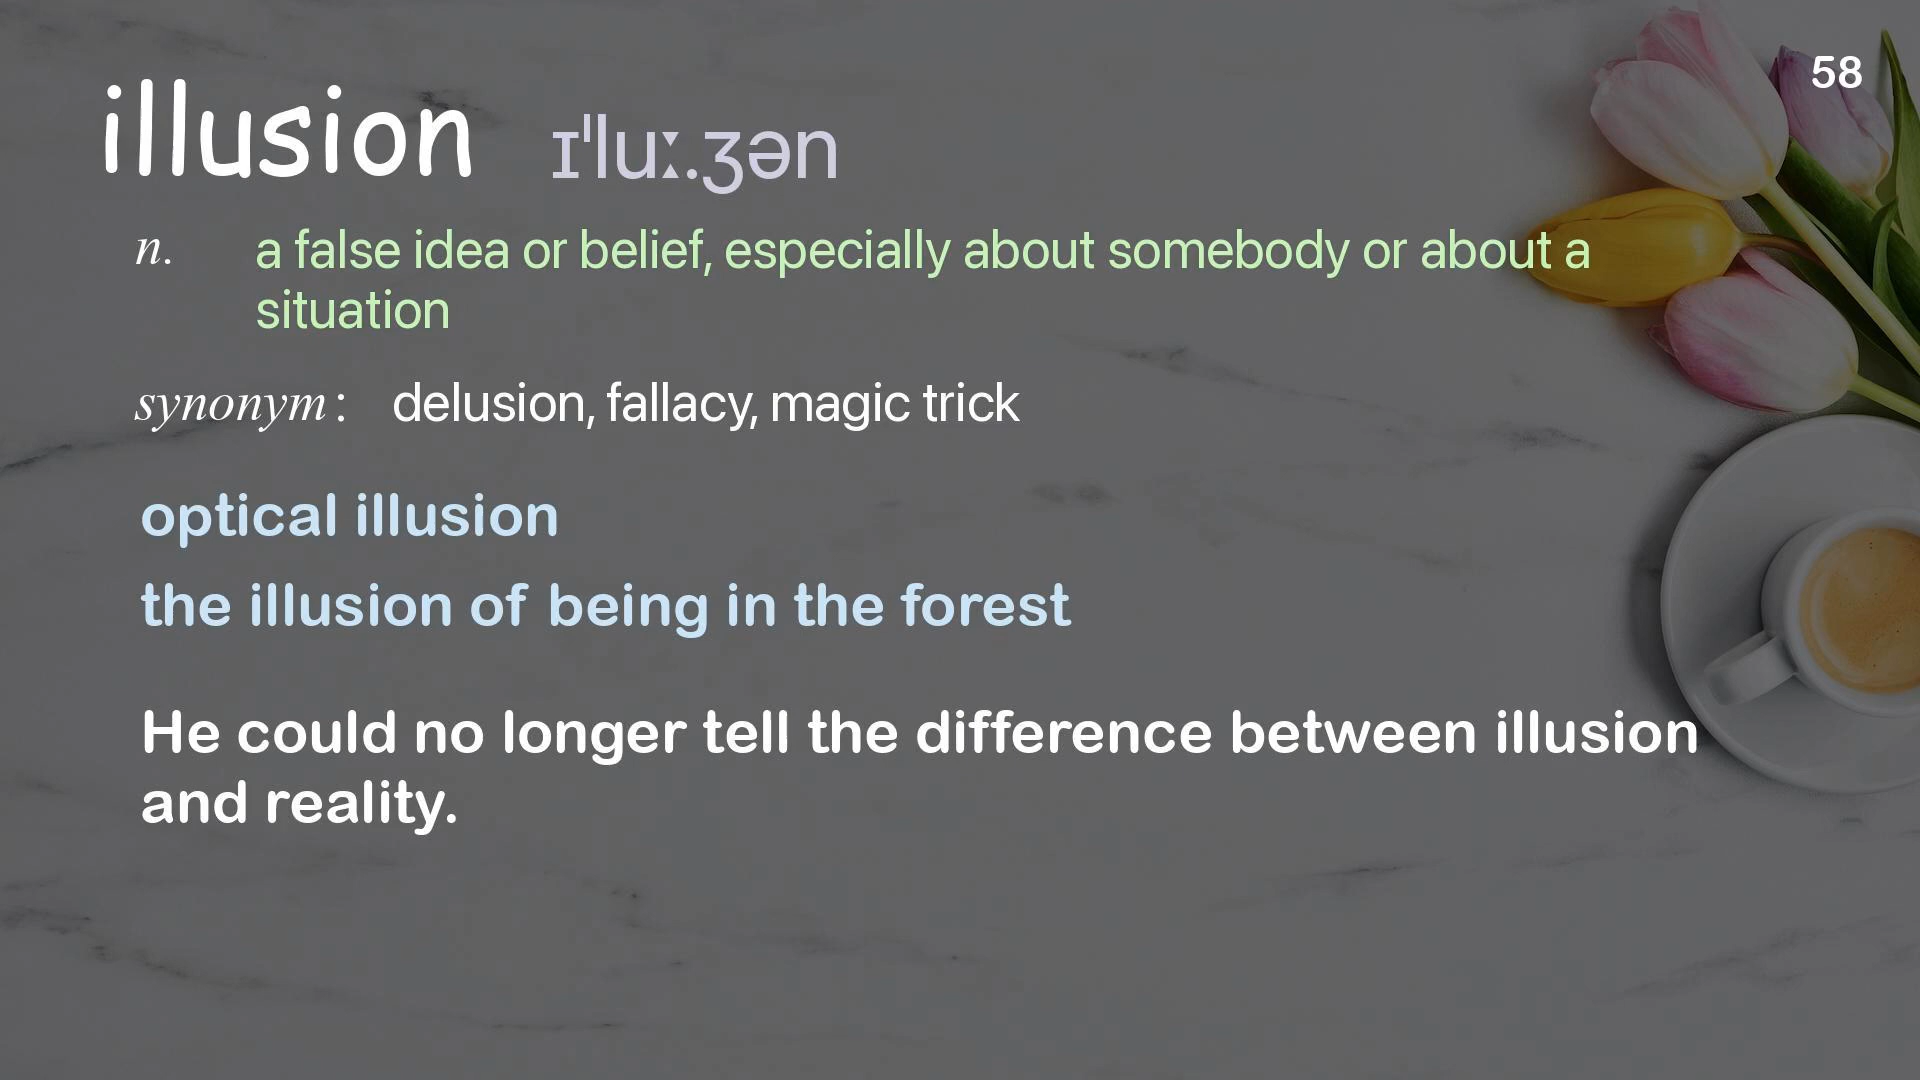 58
illusion ɪˈluː.ʒən
n. a false idea or belief, especially about somebody or about a
situation
synonym: delusion, fallacy, magic trick
optical illusion
the illusion of being in the forest
He could no longer tell the difference between illusion
and reality.